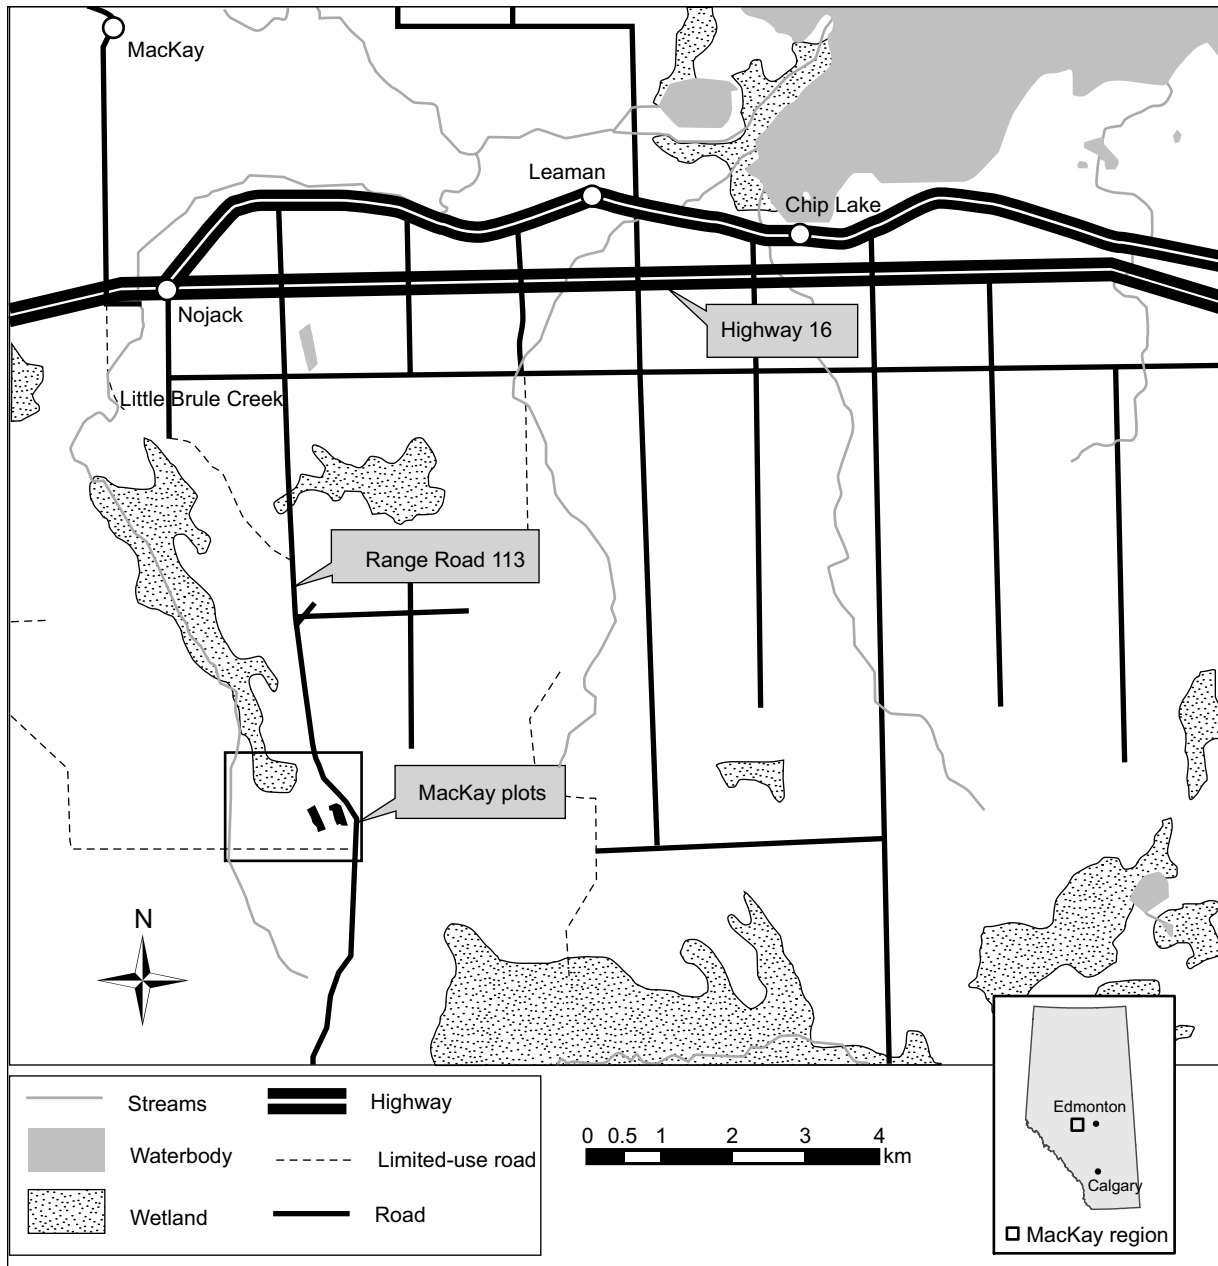 MacKay
Leaman
Chip Lake
Nojack
Highway 16
Little Brule Creek
Range Road 113
MacKay plots
N
Streams
Highway
Waterbody
Limited-use road
Wetland
Road
0 0.5 1 2 3 4
km
Edmonton
Calgary
MacKay region